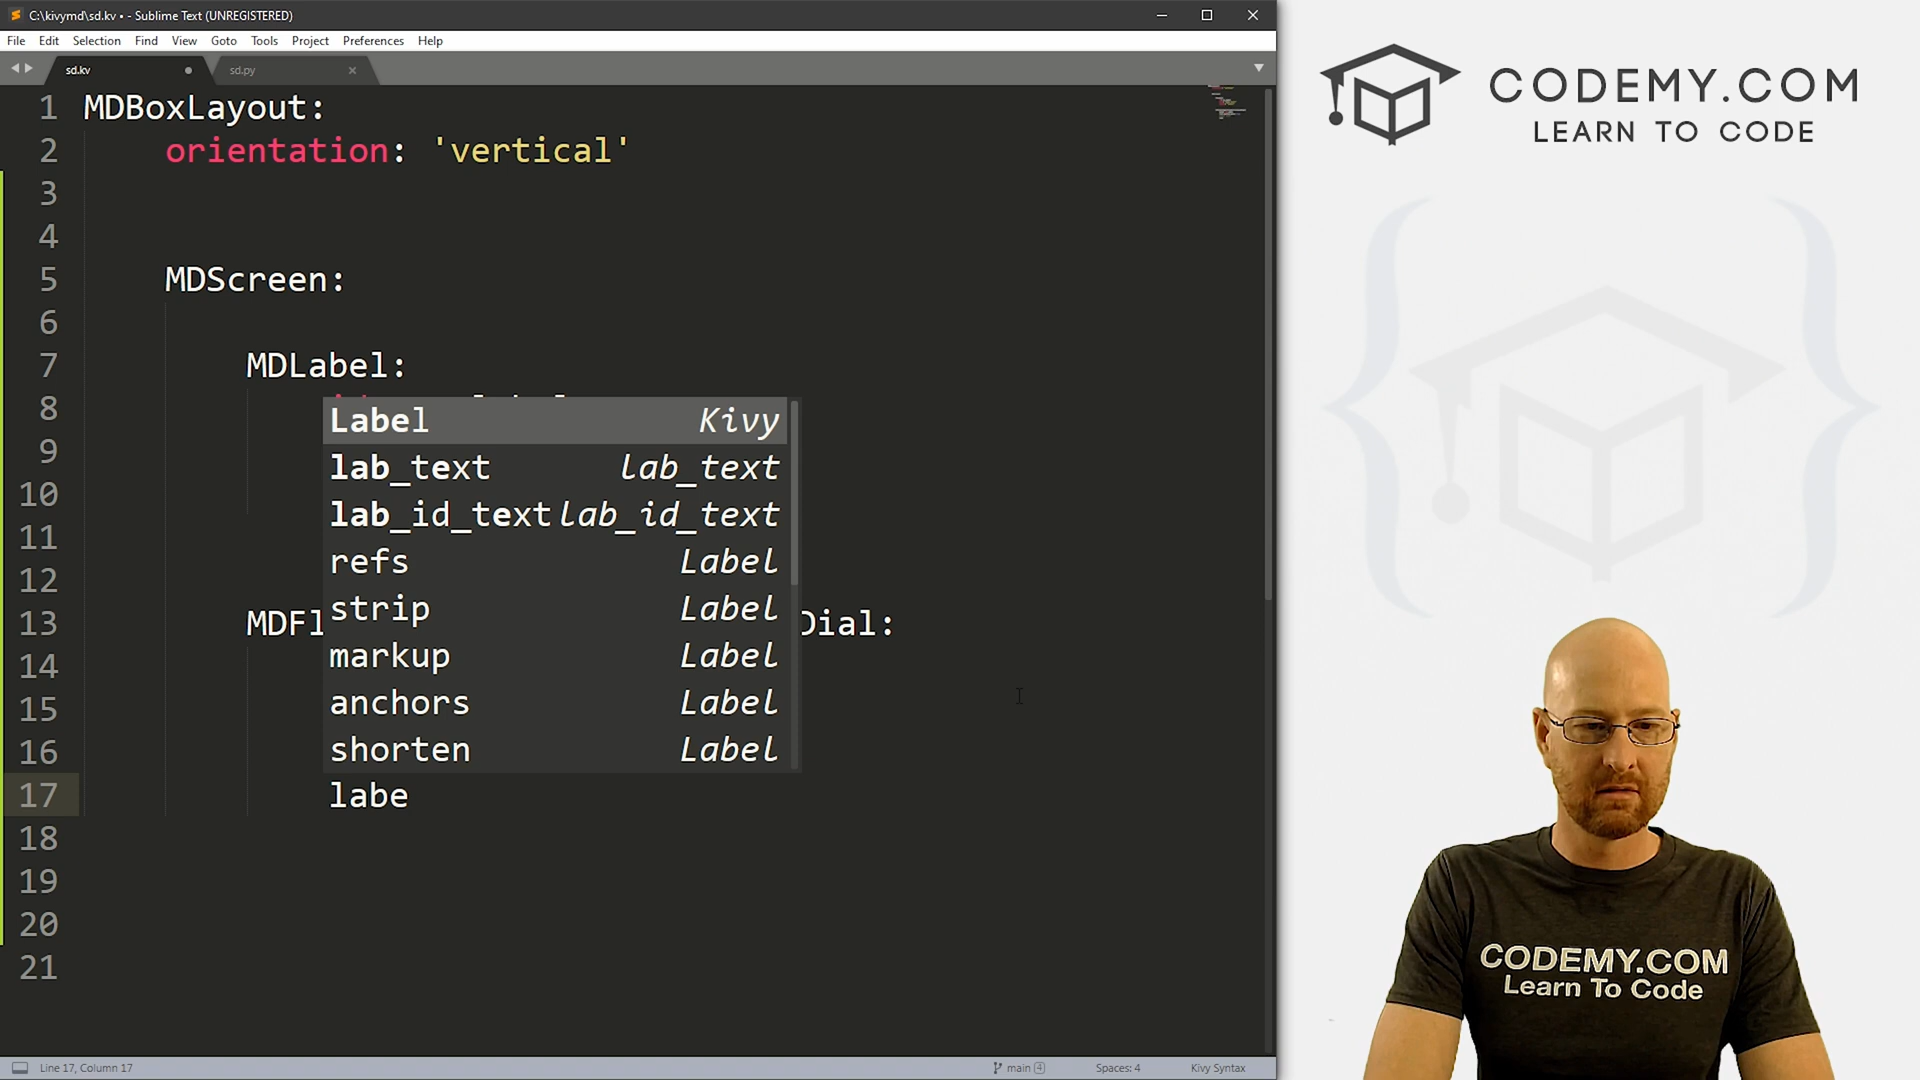 C:\kivymd\sd.kv • - Sublime Text (UNREGISTERED)
File Edit Selection Find View Goto Tools Project Preferences Help
sd.kv
sd.py
1 MDBoxLayout:
2 orientation: 'vertical'
3
4
5 MDScreen:
6
7 MDLabel:
8
9
10
11
12
13 MDFl Dial:
14
15
16
17 labe
18
19
20
21
Label Kivy
lab_text lab_text
lab_id_text lab_id_text
refs Label
strip Label
markup Label
anchors Label
shorten Label
Line 17, Column 17
main 4
Spaces: 4
Kivy Syntax
CODEMY.COM
LEARN TO CODE
CODEMY.COM
Learn To Code